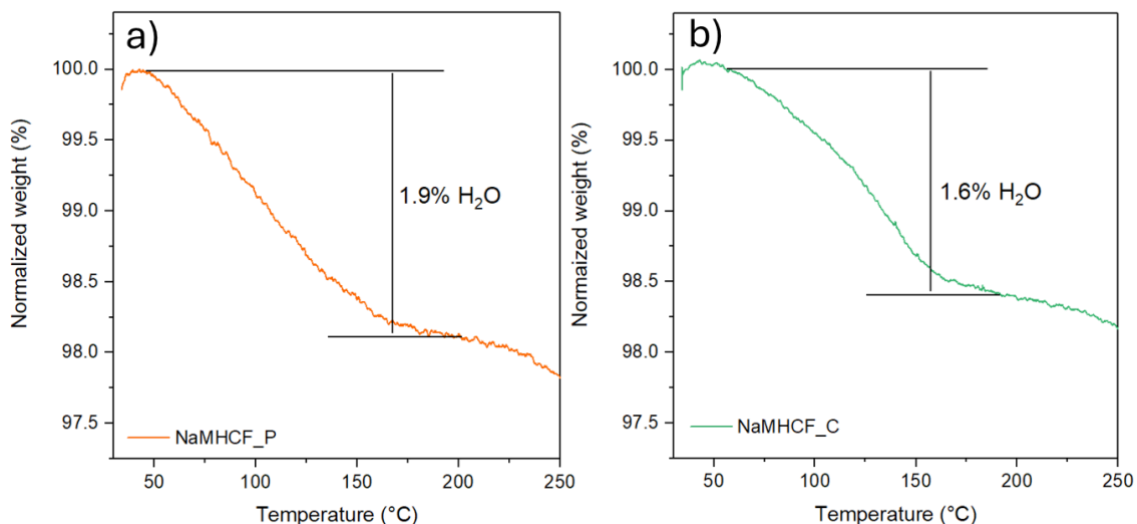 a)
Normalized weight (%)
100.0
99.5
99.0
98.5
98.0
97.5
1.9% H₂O
NaMHCF_P
50
100
150
200
250
Temperature (°C)
b)
Normaized weight (%)
100.0
99.5
99.0
98.5
98.0
97.5
1.6% H₂O
NaMHCF_C
50
100
150
200
250
Temperature (°C)